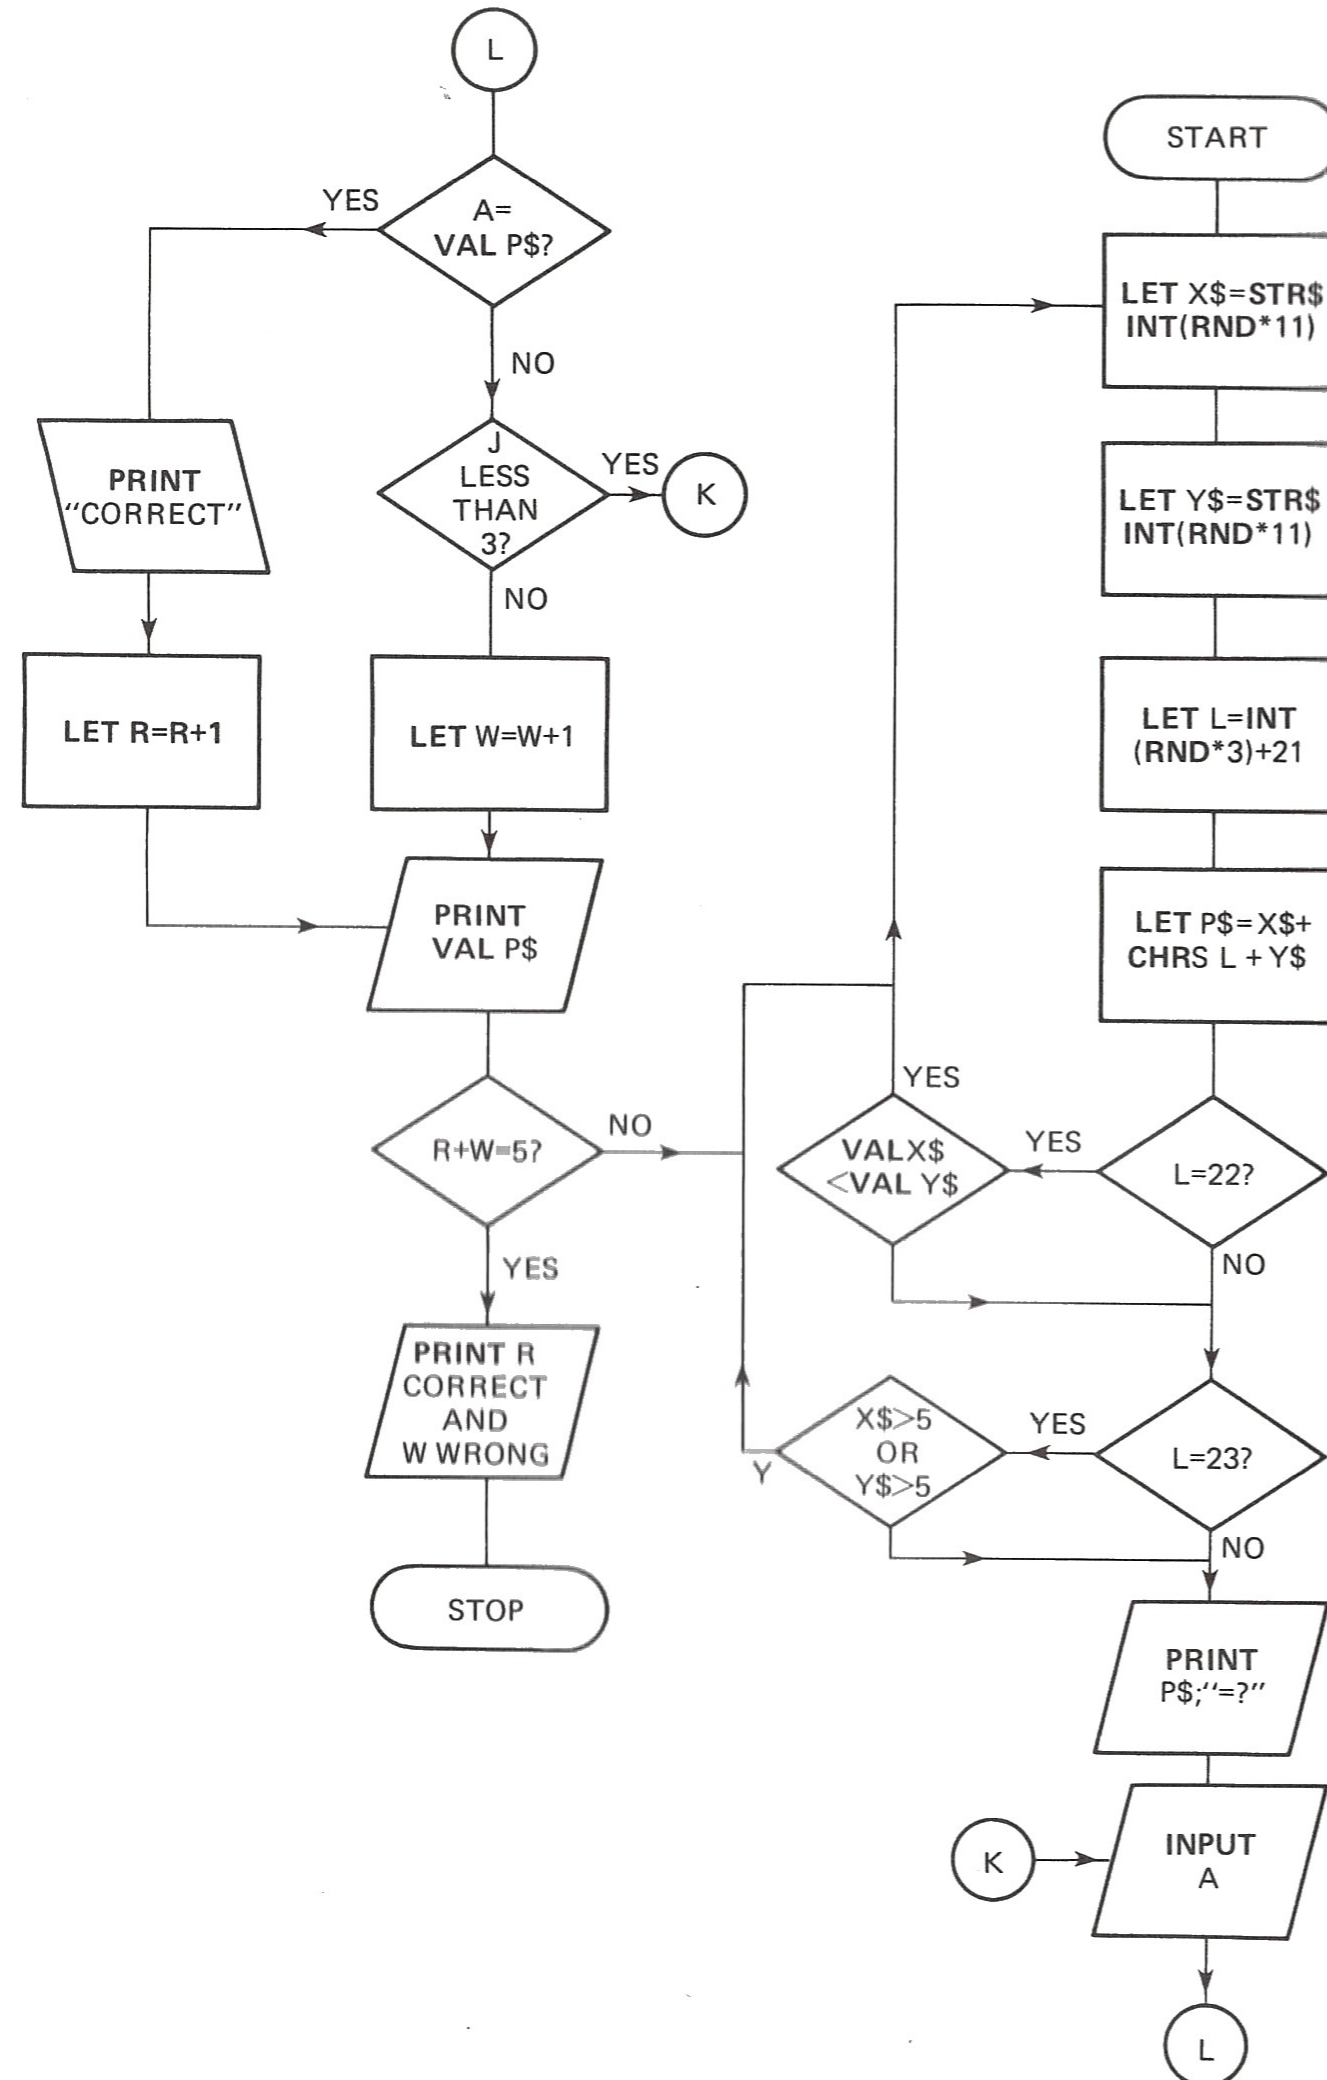 L
YES
A=
VAL P$?
NO
J
LESS
THAN
3?
YES
K
NO
PRINT
"CORRECT"
LET R=R+1
LET W=W+1
PRINT
VAL P$
R+W=5?
NO
YES
PRINT R
CORRECT
AND
W WRONG
STOP
START
LET X$=STR$
INT(RND*11)
LET Y$=STR$
INT(RND*11)
LET L=INT
(RND*3)+21
LET P$=X$+
CHRS L + Y$
L=22?
YES
VALX$
<VAL Y$
YES
NO
L=23?
YES
X$>5
OR
Y$>5
Y
NO
PRINT
P$;"=?"
K
INPUT
A
L